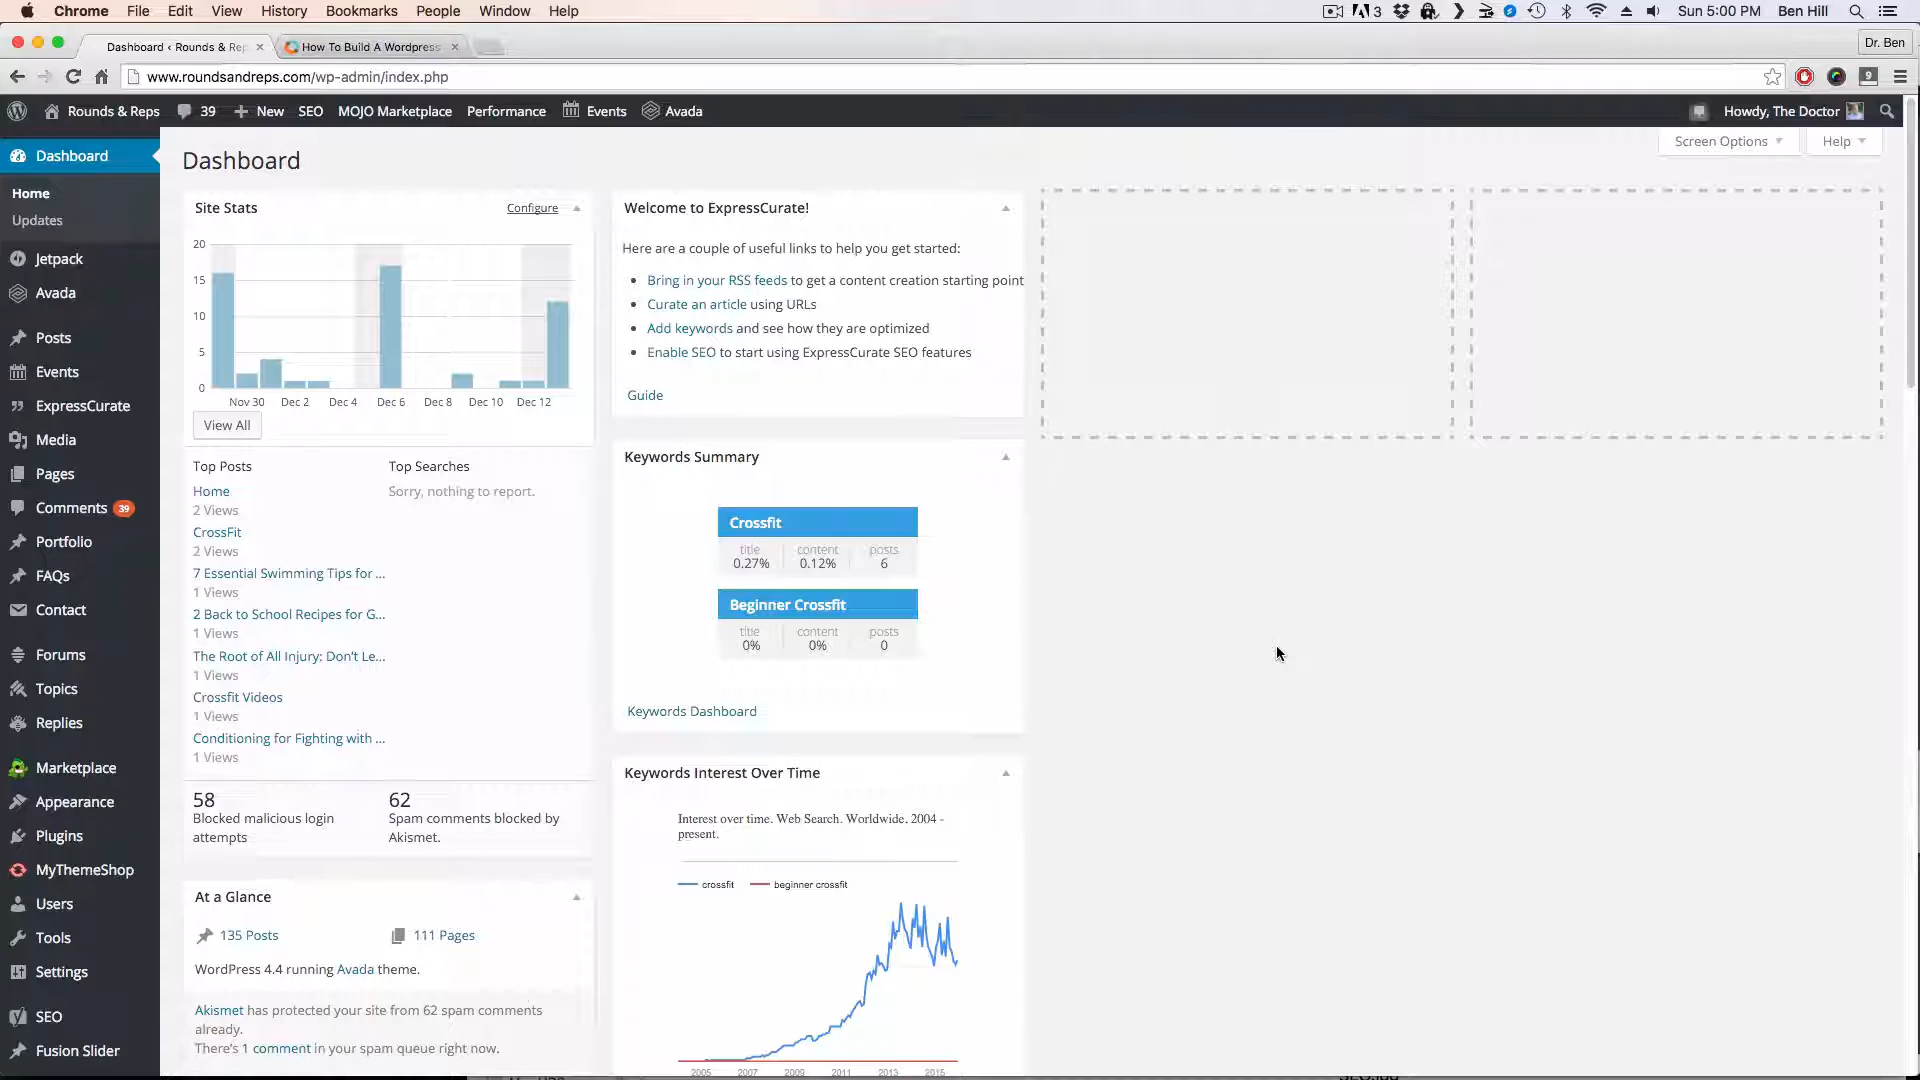 Chrome File Edit View History Bookmarks People Window Help 3 Sun 5:00 PM Ben Hill
Dashboard ‹ Rounds & Rep How To Build A Wordpress Dr. Ben
www.roundsandreps.com/wp-admin/index.php 9
Rounds & Reps 39 New SEO MOJO Marketplace Performance Events Avada Howdy, The Doctor
Screen Options Help
Dashboard
Home
Updates
Jetpack
Avada
Posts
Events
ExpressCurate
Media
Pages
Comments 39
Portfolio
FAQs
Contact
Forums
Topics
Replies
Marketplace
Appearance
Plugins
MyThemeShop
Users
Tools
Settings
SEO
Fusion Slider
Dashboard
Site Stats Configure
20
15
10
5
0
Nov 30 Dec 2 Dec 4 Dec 6 Dec 8 Dec 10 Dec 12
View All
Top Posts Top Searches
Home Sorry, nothing to report.
2 Views
CrossFit
2 Views
7 Essential Swimming Tips for ...
1 Views
2 Back to School Recipes for G...
1 Views
The Root of All Injury: Don't Le...
1 Views
Crossfit Videos
1 Views
Conditioning for Fighting with ...
1 Views
58 62
Blocked malicious login Spam comments blocked by
attempts Akismet.
At a Glance
135 Posts 111 Pages
WordPress 4.4 running Avada theme.
Akismet has protected your site from 62 spam comments
already.
There's 1 comment in your spam queue right now.
Welcome to ExpressCurate!
Here are a couple of useful links to help you get started:
Bring in your RSS feeds to get a content creation starting point
Curate an article using URLs
Add keywords and see how they are optimized
Enable SEO to start using ExpressCurate SEO features
Guide
Keywords Summary
Crossfit
title content posts
0.27% 0.12% 6
Beginner Crossfit
title content posts
0% 0% 0
Keywords Dashboard
Keywords Interest Over Time
Interest over time. Web Search. Worldwide, 2004 -
present.
crossfit beginner crossfit
2005 2007 2009 2011 2013 2015